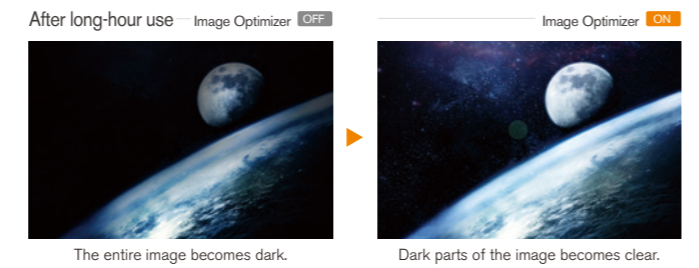 After long-hour use Image Optimizer OFF
Image Optimizer ON
The entire image becomes dark.
Dark parts of the image becomes clear.